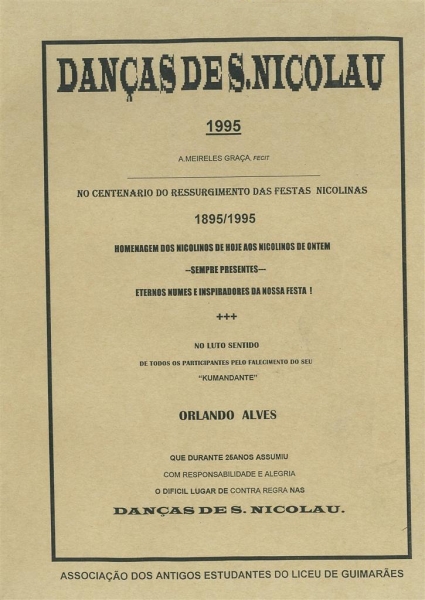 DANÇAS DE S.NICOLAU
1995
A.MEIRELES GRAÇA, FECIT
NO CENTENARIO DO RESSURGIMENTO DAS FESTAS NICOLINAS
1895/1995
HOMENAGEM DOS NICOLINOS DE HOJE AOS NICOLINOS DE ONTEM
--SEMPRE PRESENTES---
ETERNOS NUMES E INSPIRADORES DA NOSSA FESTA !
+++
NO LUTO SENTIDO
DE TODOS OS PARTICIPANTES PELO FALECIMENTO DO SEU
“KUMANDANTE”
ORLANDO ALVES
QUE DURANTE 25ANOS ASSUMIU
COM RESPONSABILIDADE E ALEGRIA
O DIFICIL LUGAR DE CONTRA REGRA NAS
DANÇAS DE S. NICOLAU.
ASSOCIAÇÃO DOS ANTIGOS ESTUDANTES DO LICEU DE GUIMARÃES